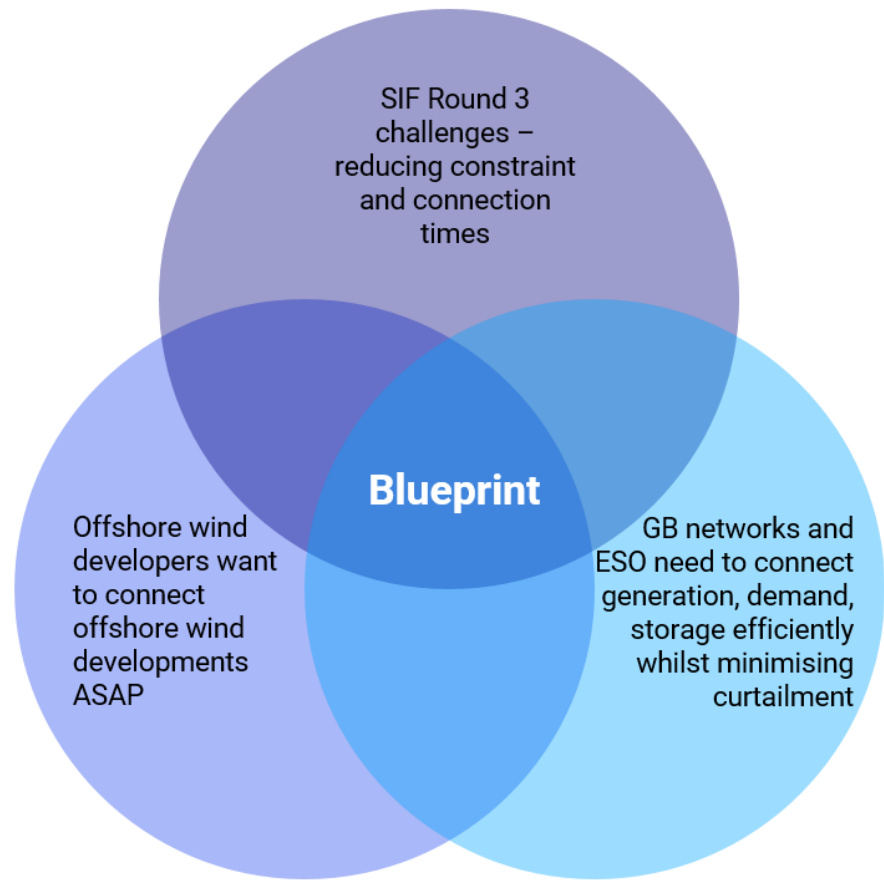 SIF Round 3
challenges –
reducing constraint
and connection
times
Blueprint
Offshore wind
developers want
to connect
offshore wind
developments
ASAP
GB networks and
ESO need to connect
generation, demand,
storage efficiently
whilst minimising
curtailment